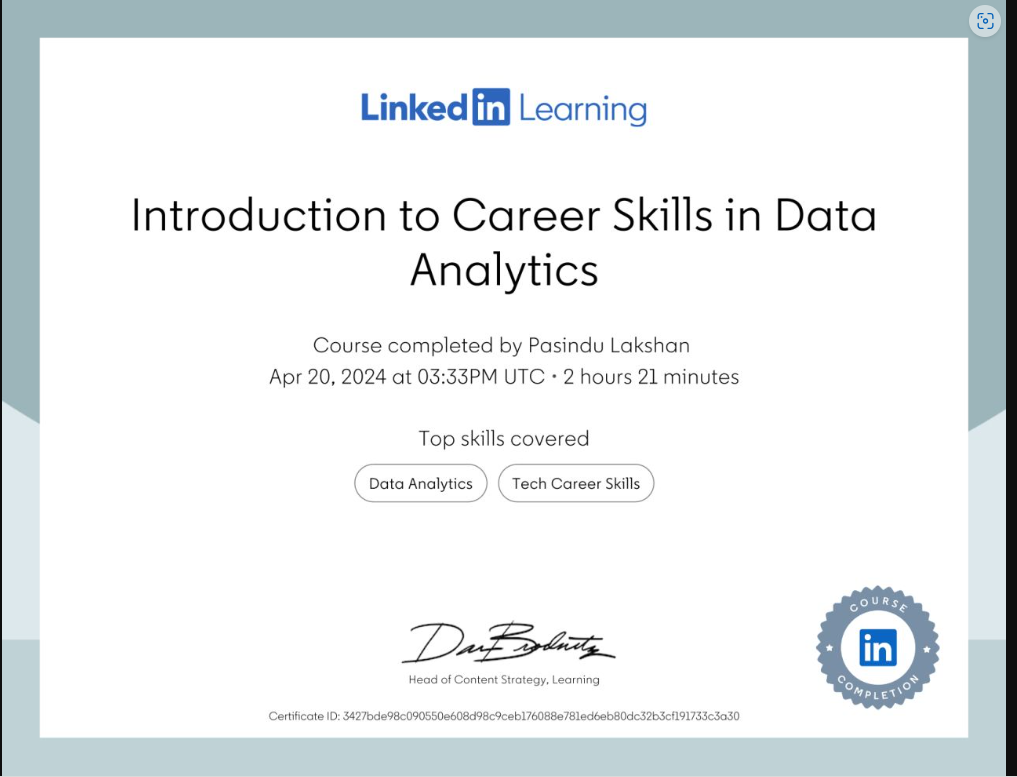 Linked in Learning
Introduction to Career Skills in Data
Analytics
Course completed by Pasindu Lakshan
Apr 20, 2024 at 03:33PM UTC • 2 hours 21 minutes
Top skills covered
Data Analytics
Tech Career Skills
Dan Brodnitz
Head of Content Strategy, Learning
COURSE
in
COMPLETION
Certificate ID: 3427bde98c090550e608d98c9ceb176088e781ed6eb80dc32b3cf191733c3a30